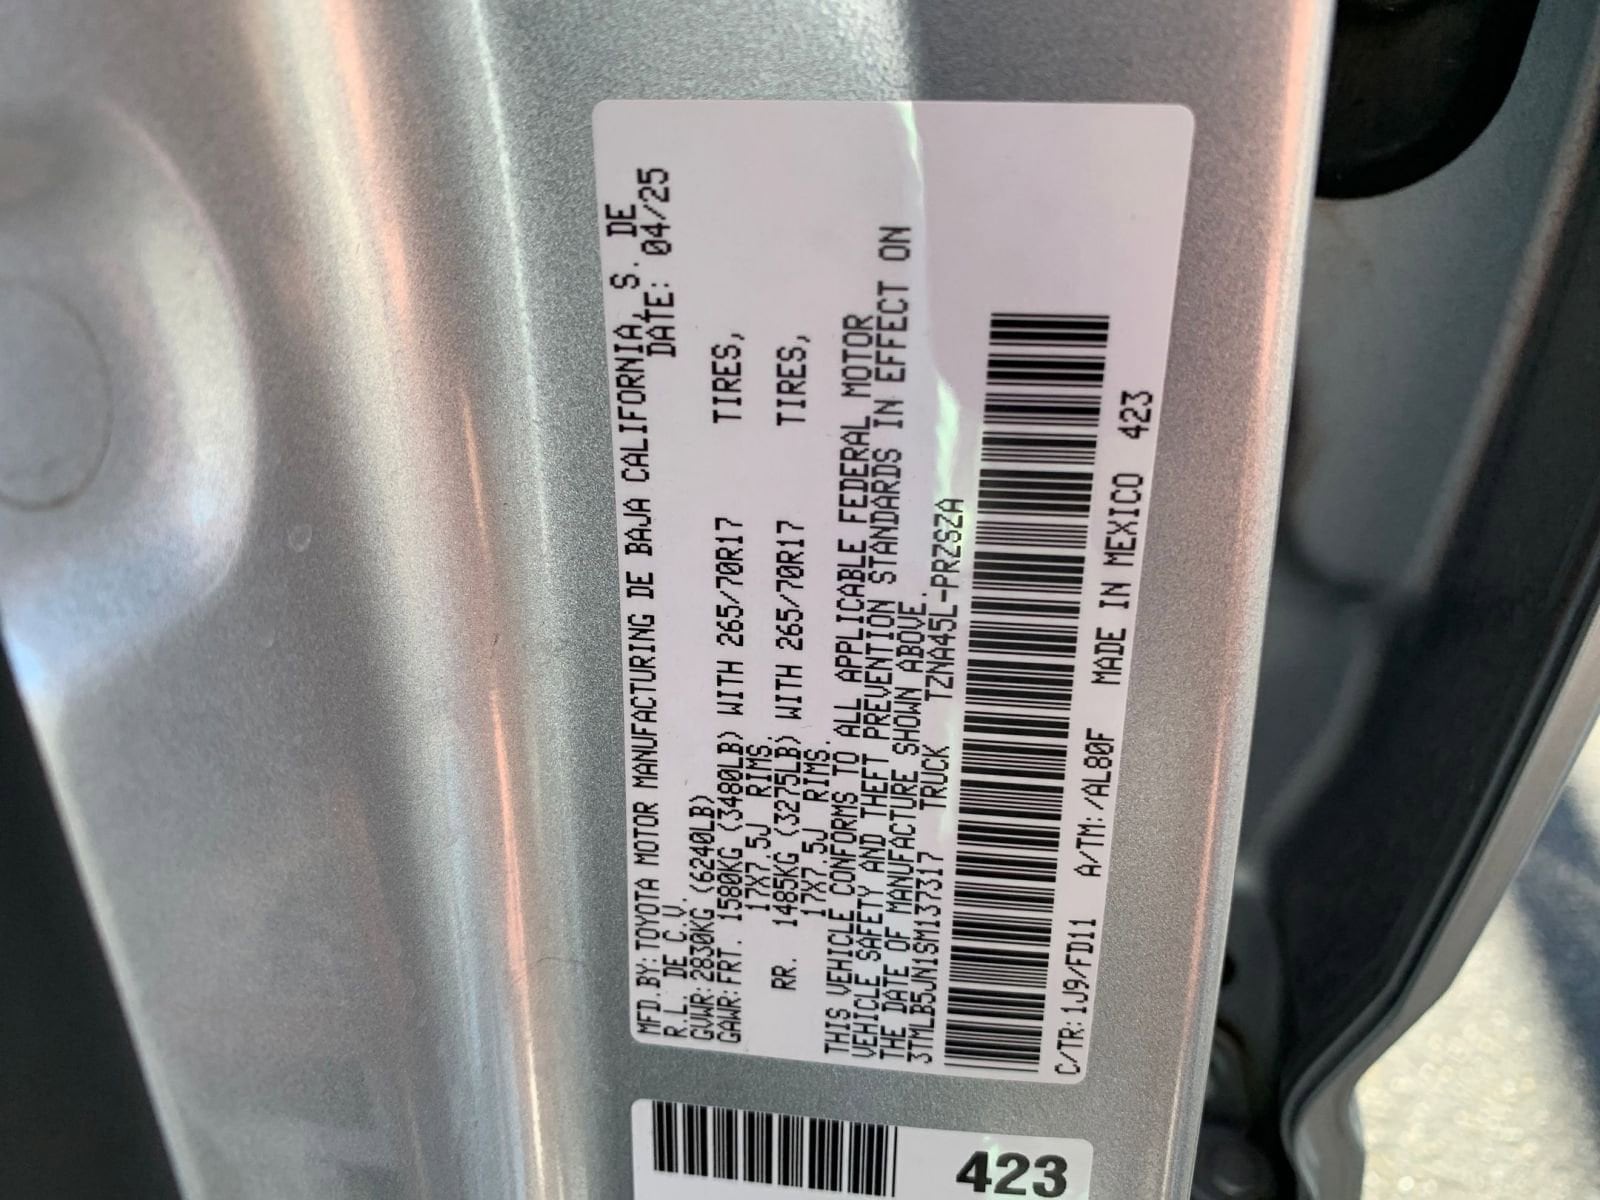 MFD.BY:TOYOTA MOTOR MANUFACTURING DE BAJA CALIFORNIA, S. DE
R.L. DE C.V. DATE: 04/25
GVWR:2830KG (6240LB)
GAWR:FRT. 1580KG (3480LB) WITH 265/70R17 TIRES,
17X7.5J RIMS
RR. 1485KG (3275LB) WITH 265/70R17 TIRES,
17X7.5J RIMS.
THIS VEHICLE CONFORMS TO ALL APPLICABLE FEDERAL MOTOR
VEHICLE SAFETY AND THEFT PREVENTION STANDARDS IN EFFECT ON
THE DATE OF MANUFACTURE SHOWN ABOVE.
3TMLB5JN1SM137317 TRUCK TZNA45L-PRZSZA
C/TR:1J9/FD11 A/TM:/AL80F MADE IN MEXICO 423
423